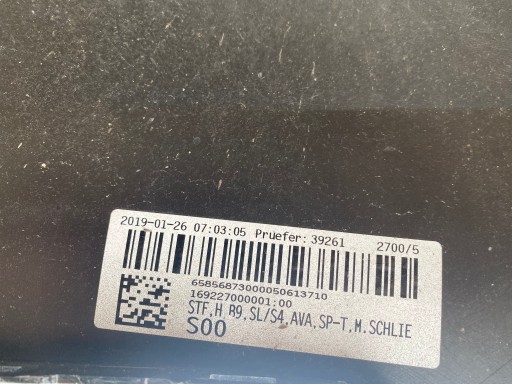 2019-01-26 07:03:05 Pruefer:39261 2700/5
65856873000050613710
169227000001:00
STF,H B9,SL/S4,AVA,SP-T,M.SCHLIE
S00